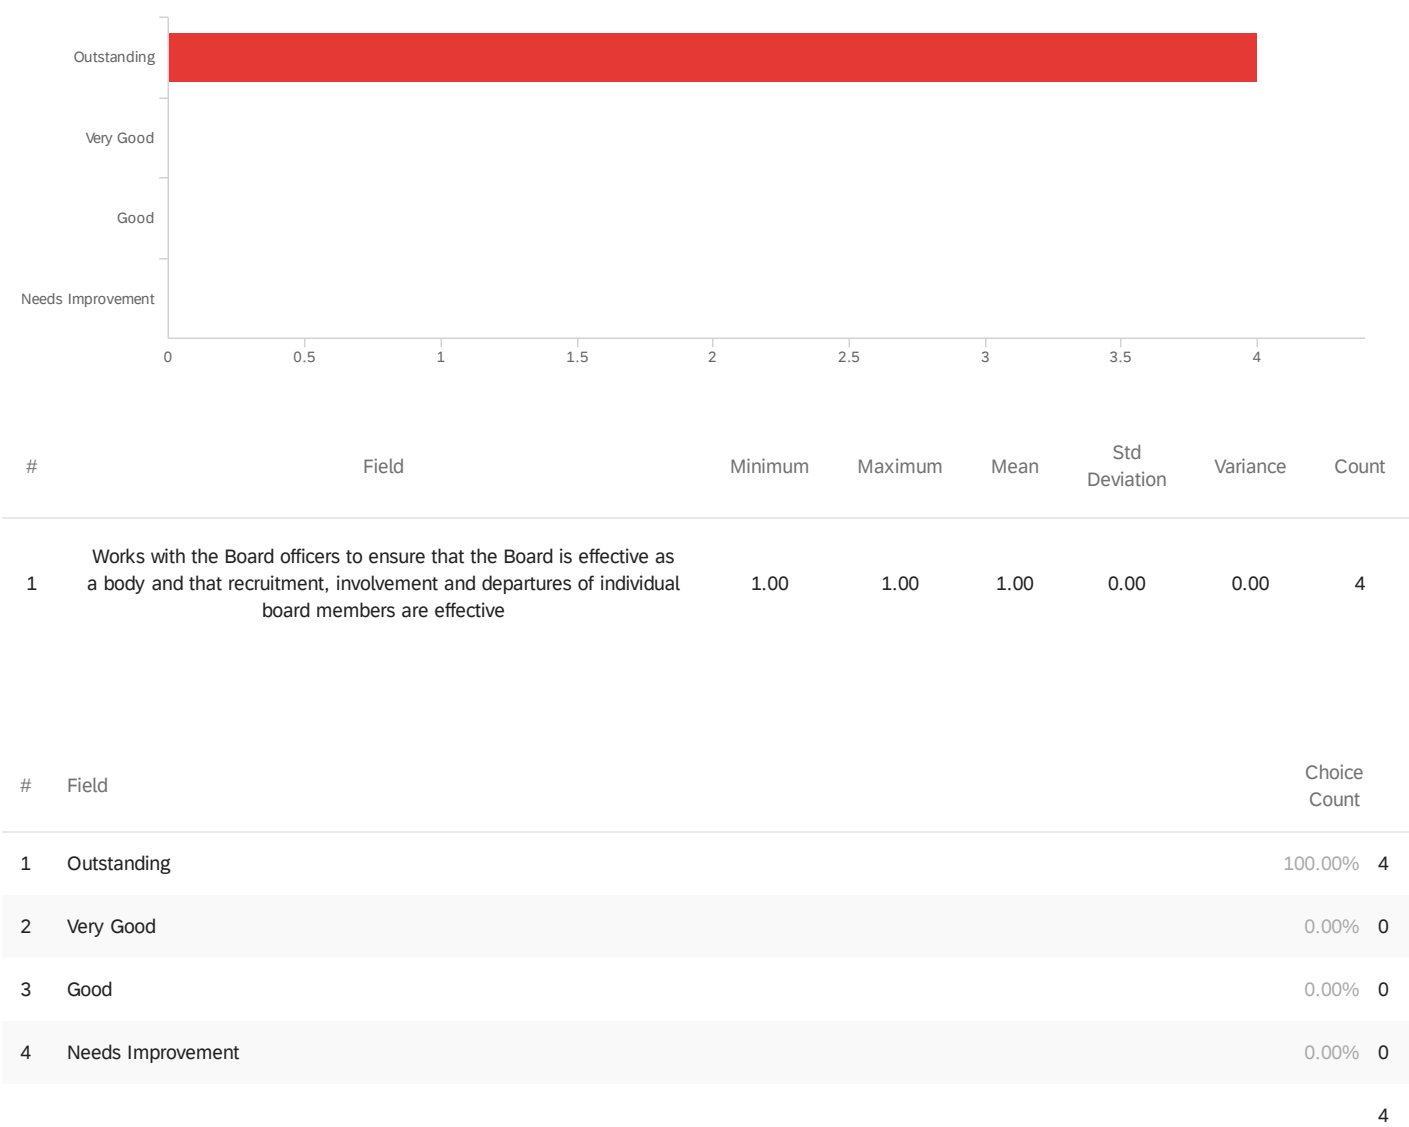 Outstanding
Very Good
Good
Needs Improvement
0 0.5 1 1.5 2 2.5 3 3.5 4
# Field Minimum Maximum Mean Std Deviation Variance Count
Works with the Board officers to ensure that the Board is effective as
1 a body and that recruitment, involvement and departures of individual 1.00 1.00 1.00 0.00 0.00 4
board members are effective
# Field Choice Count
1 Outstanding 100.00% 4
2 Very Good 0.00% 0
3 Good 0.00% 0
4 Needs Improvement 0.00% 0
4